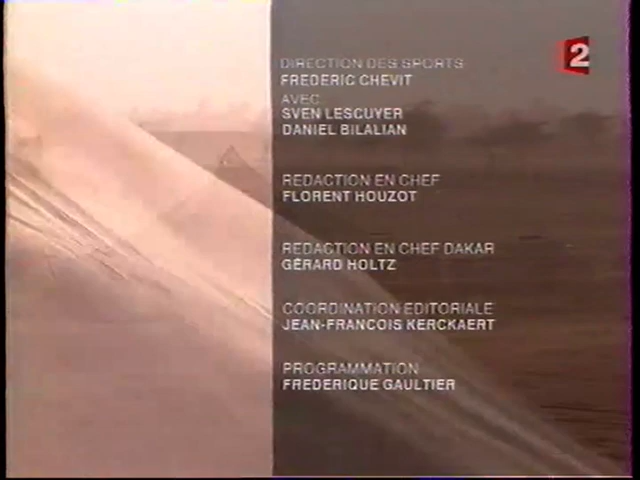 DIRECTION DES SPORTS
FREDERIC CHEVIT
AVEC
SVEN LESCUYER
DANIEL BILALIAN
REDACTION EN CHEF
FLORENT HOUZOT
REDACTION EN CHEF DAKAR
GÉRARD HOLTZ
COORDINATION EDITORIALE
JEAN-FRANCOIS KERCKAERT
PROGRAMMATION
FREDERIQUE GAULTIER
2